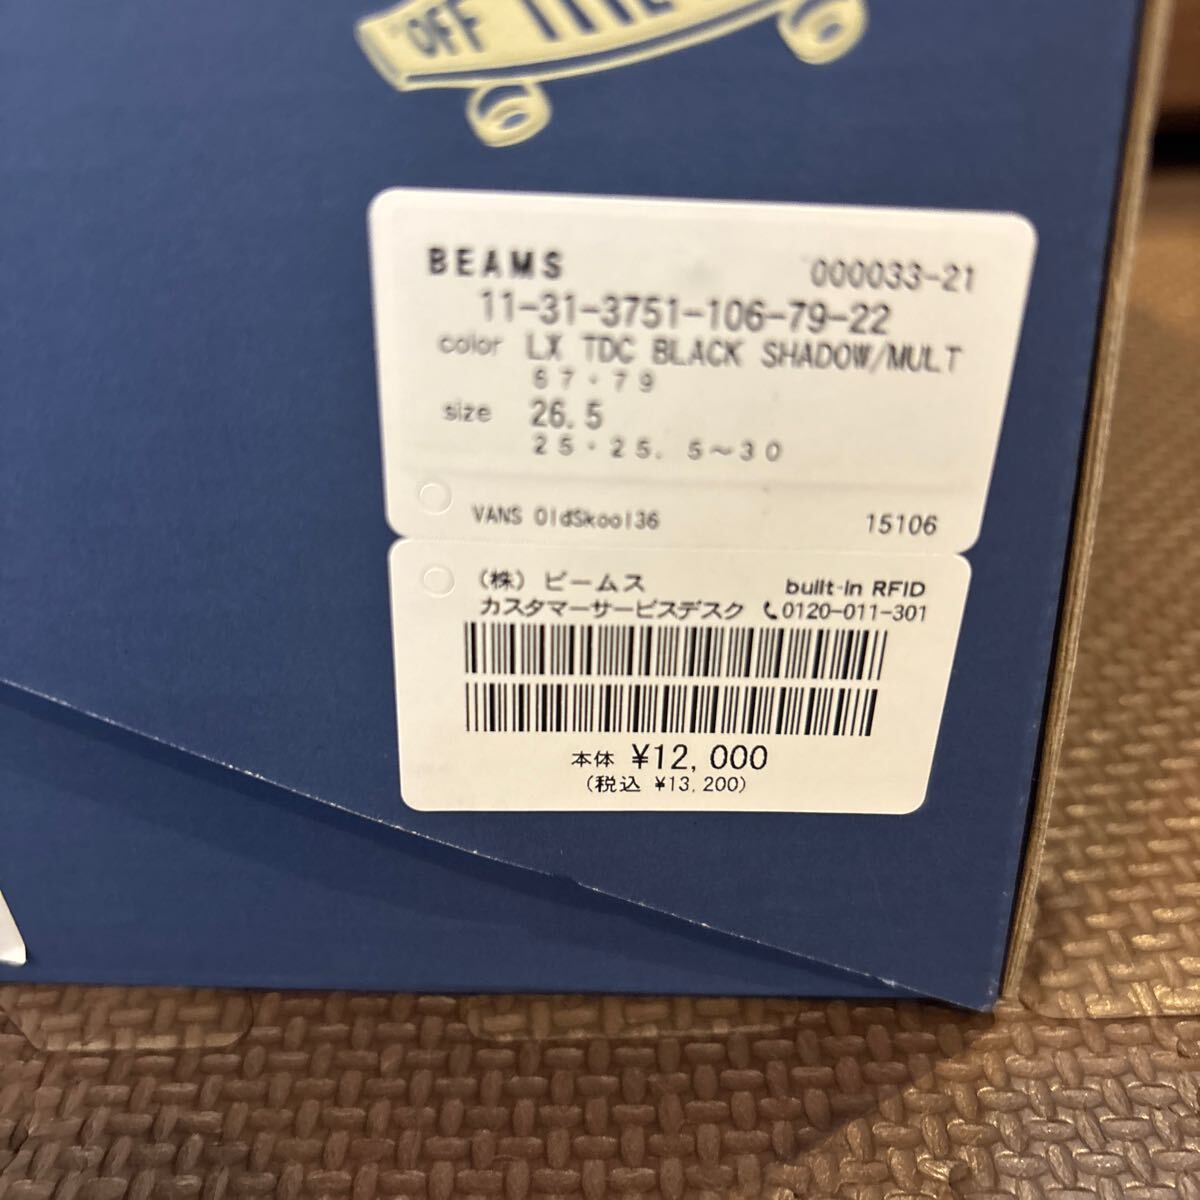 "OFF
BEAMS 000033-21
11-31-3751-106-79-22
color LX TDC BLACK SHADOW/MULT
67・79
size 26.5
25・25. 5～30
VANS OldSkool36 15106
(株) ビームス built-in RFID
カスタマーサービスデスク 0120-011-301
本体 ¥12,000
(税込 ¥13,200)